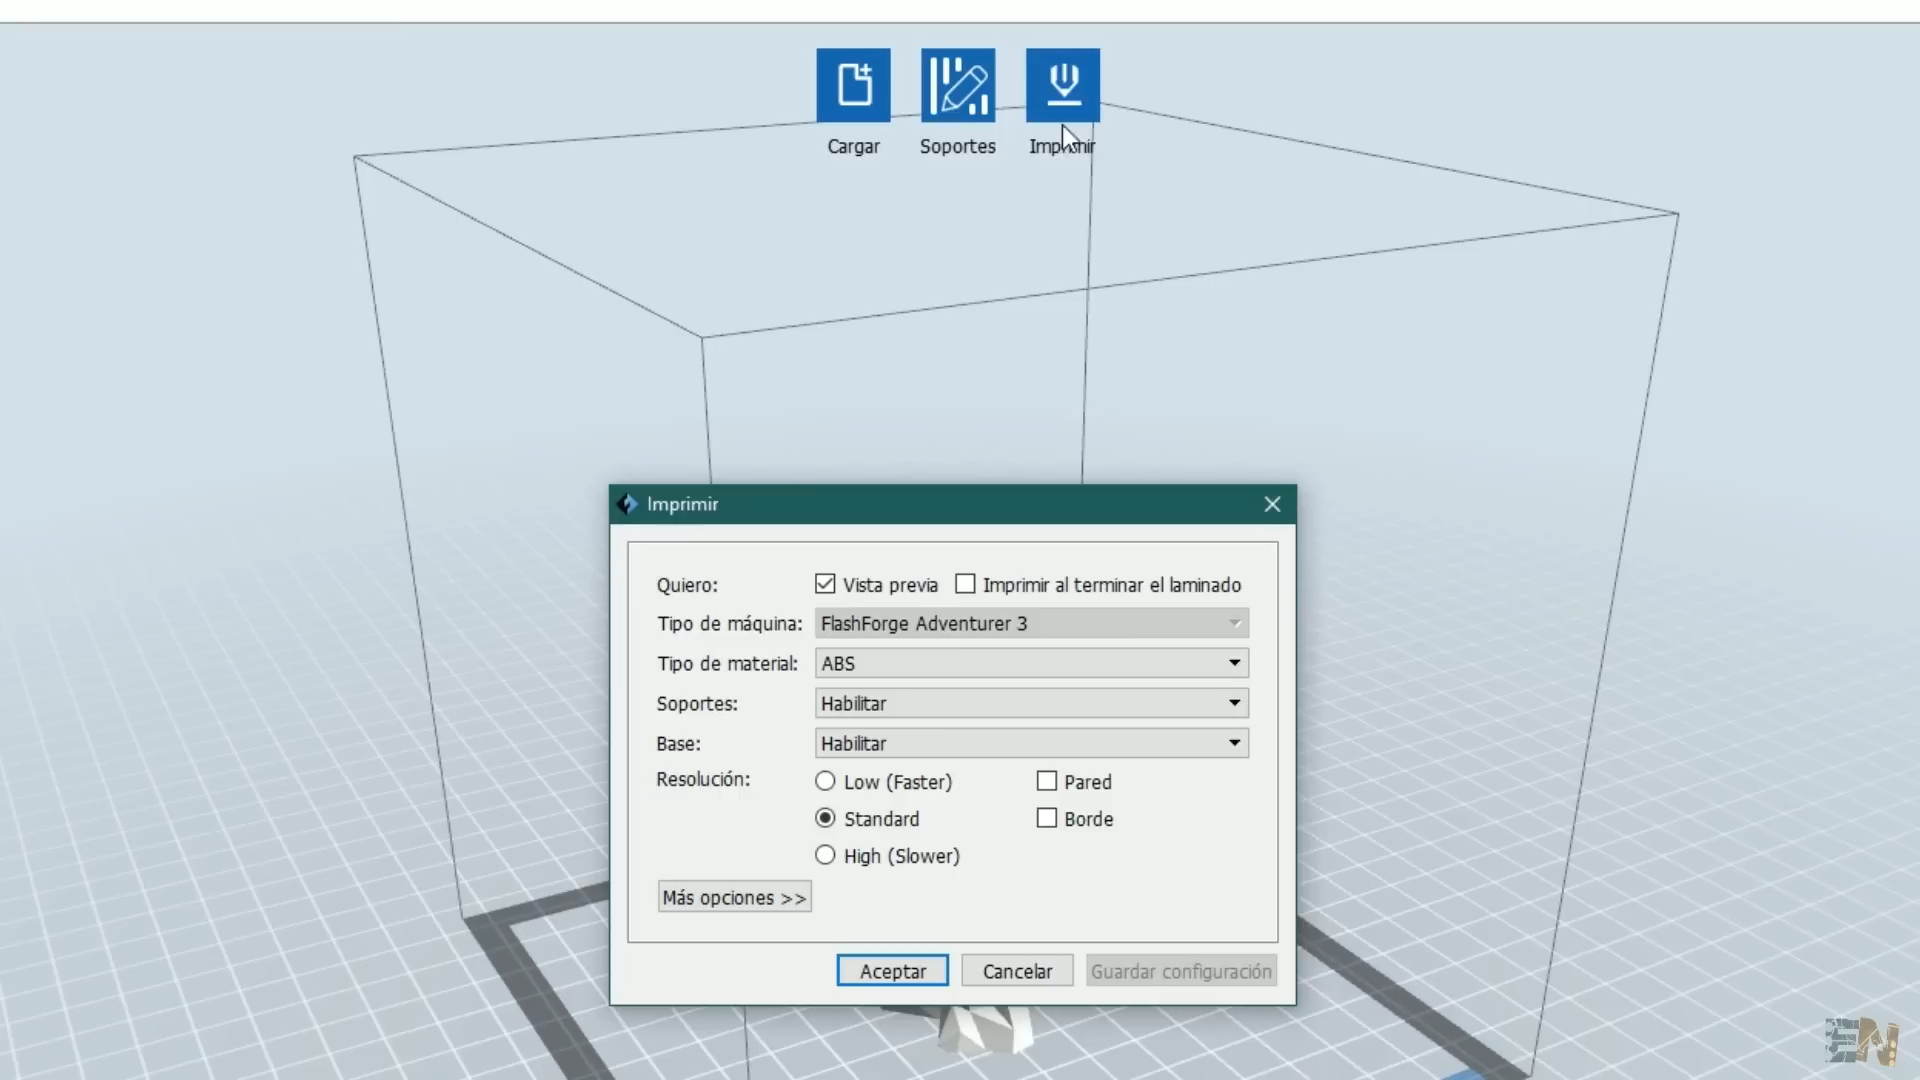 Cargar Soportes Imprimir
Imprimir
Quiero: Vista previa Imprimir al terminar el laminado
Tipo de máquina: FlashForge Adventurer 3
Tipo de material: ABS
Soportes: Habilitar
Base: Habilitar
Resolución: Low (Faster) Pared
Standard Borde
High (Slower)
Más opciones >>
Aceptar Cancelar Guardar configuración
EN